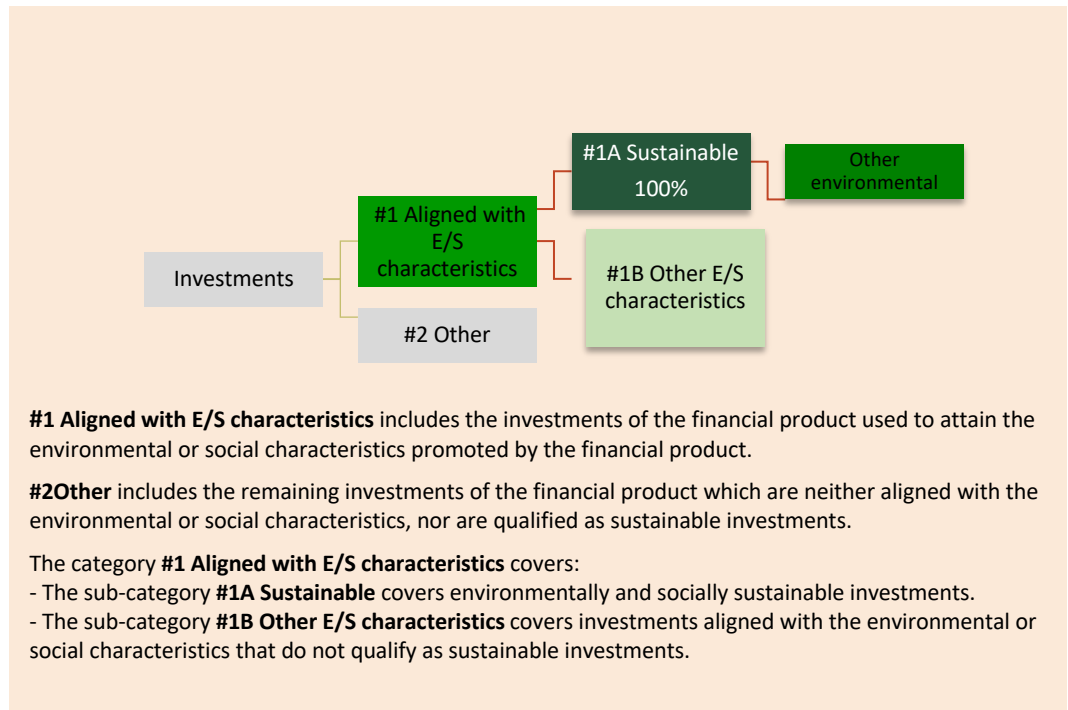 #1A Sustainable
100%
Other
environmental
#1 Aligned with
E/S
characteristics
Investments
#1B Other E/S
characteristics
#2 Other
#1 Aligned with E/S characteristics includes the investments of the financial product used to attain the
environmental or social characteristics promoted by the financial product.
#2Other includes the remaining investments of the financial product which are neither aligned with the
environmental or social characteristics, nor are qualified as sustainable investments.
The category #1 Aligned with E/S characteristics covers:
- The sub-category #1A Sustainable covers environmentally and socially sustainable investments.
- The sub-category #1B Other E/S characteristics covers investments aligned with the environmental or
social characteristics that do not qualify as sustainable investments.